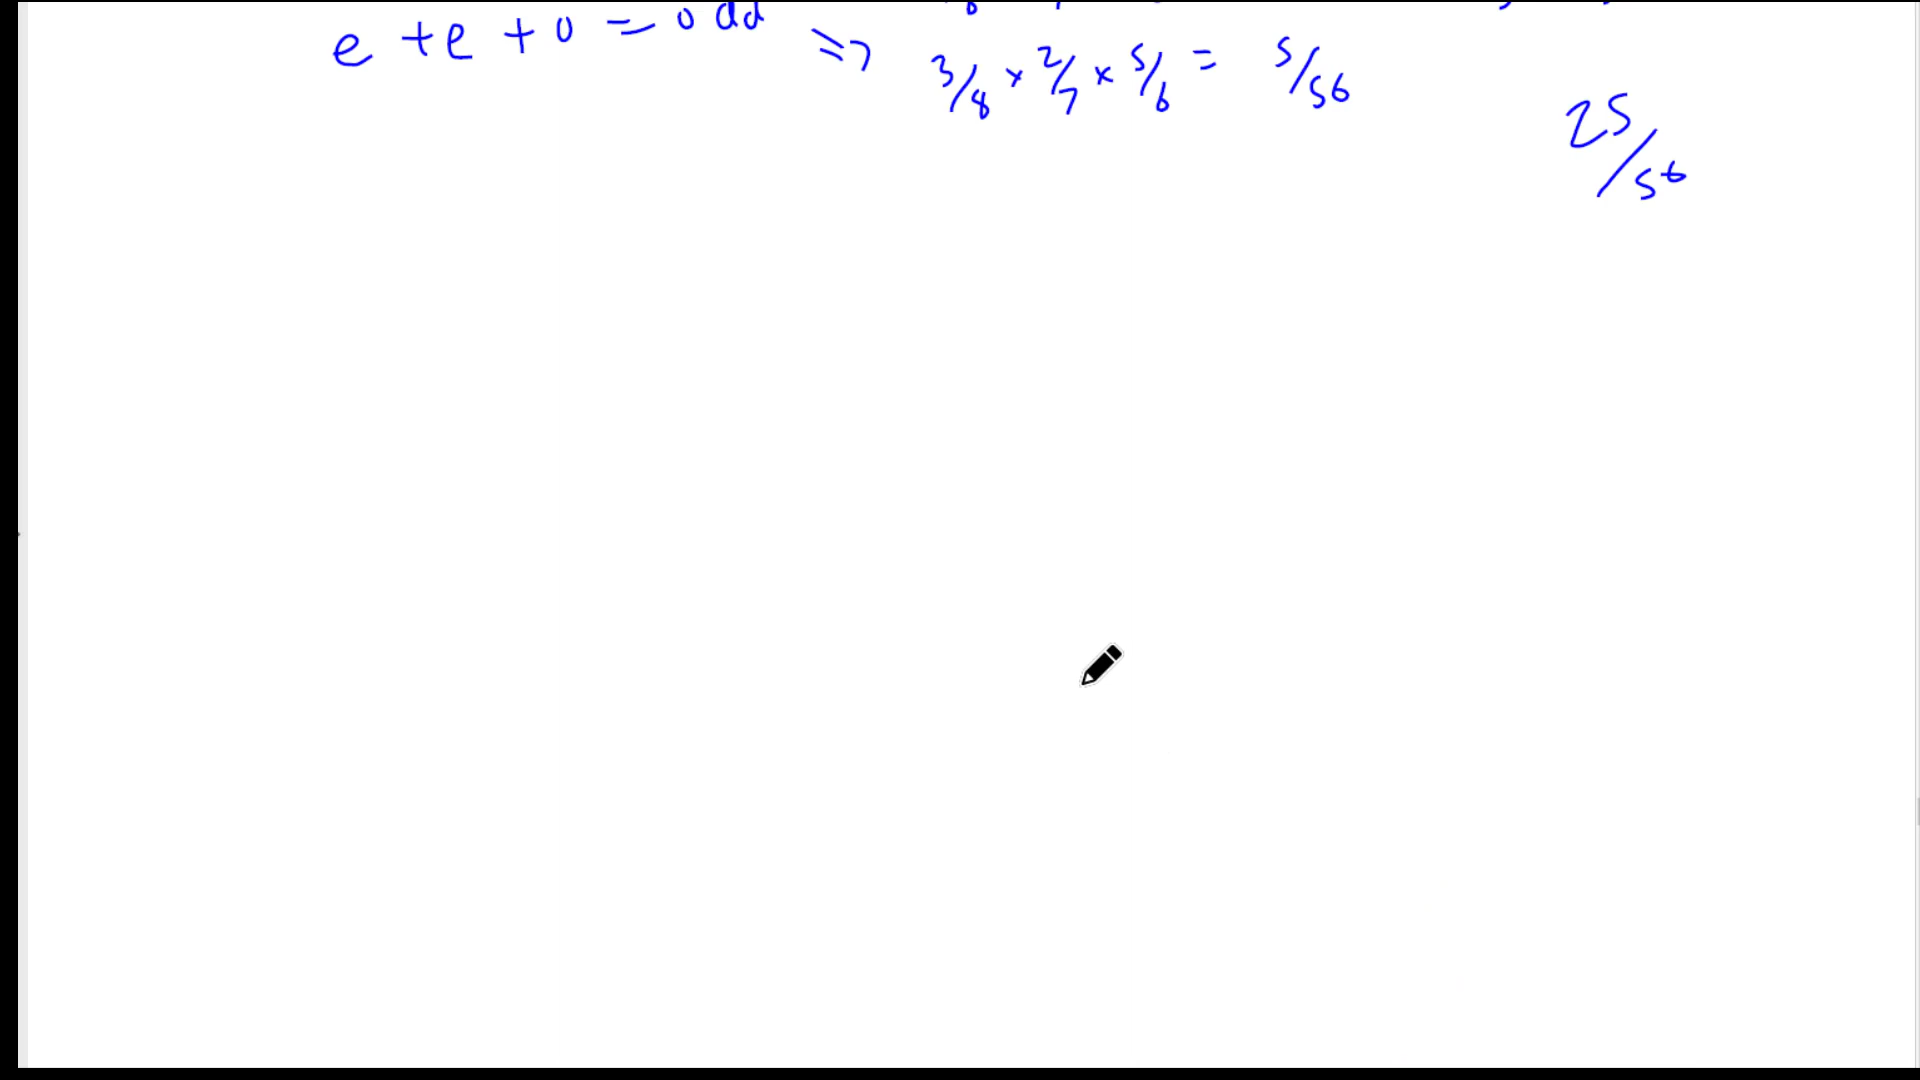 e + e + o = odd => 3/8 × 2/7 × 5/6 = 5/56
25/56